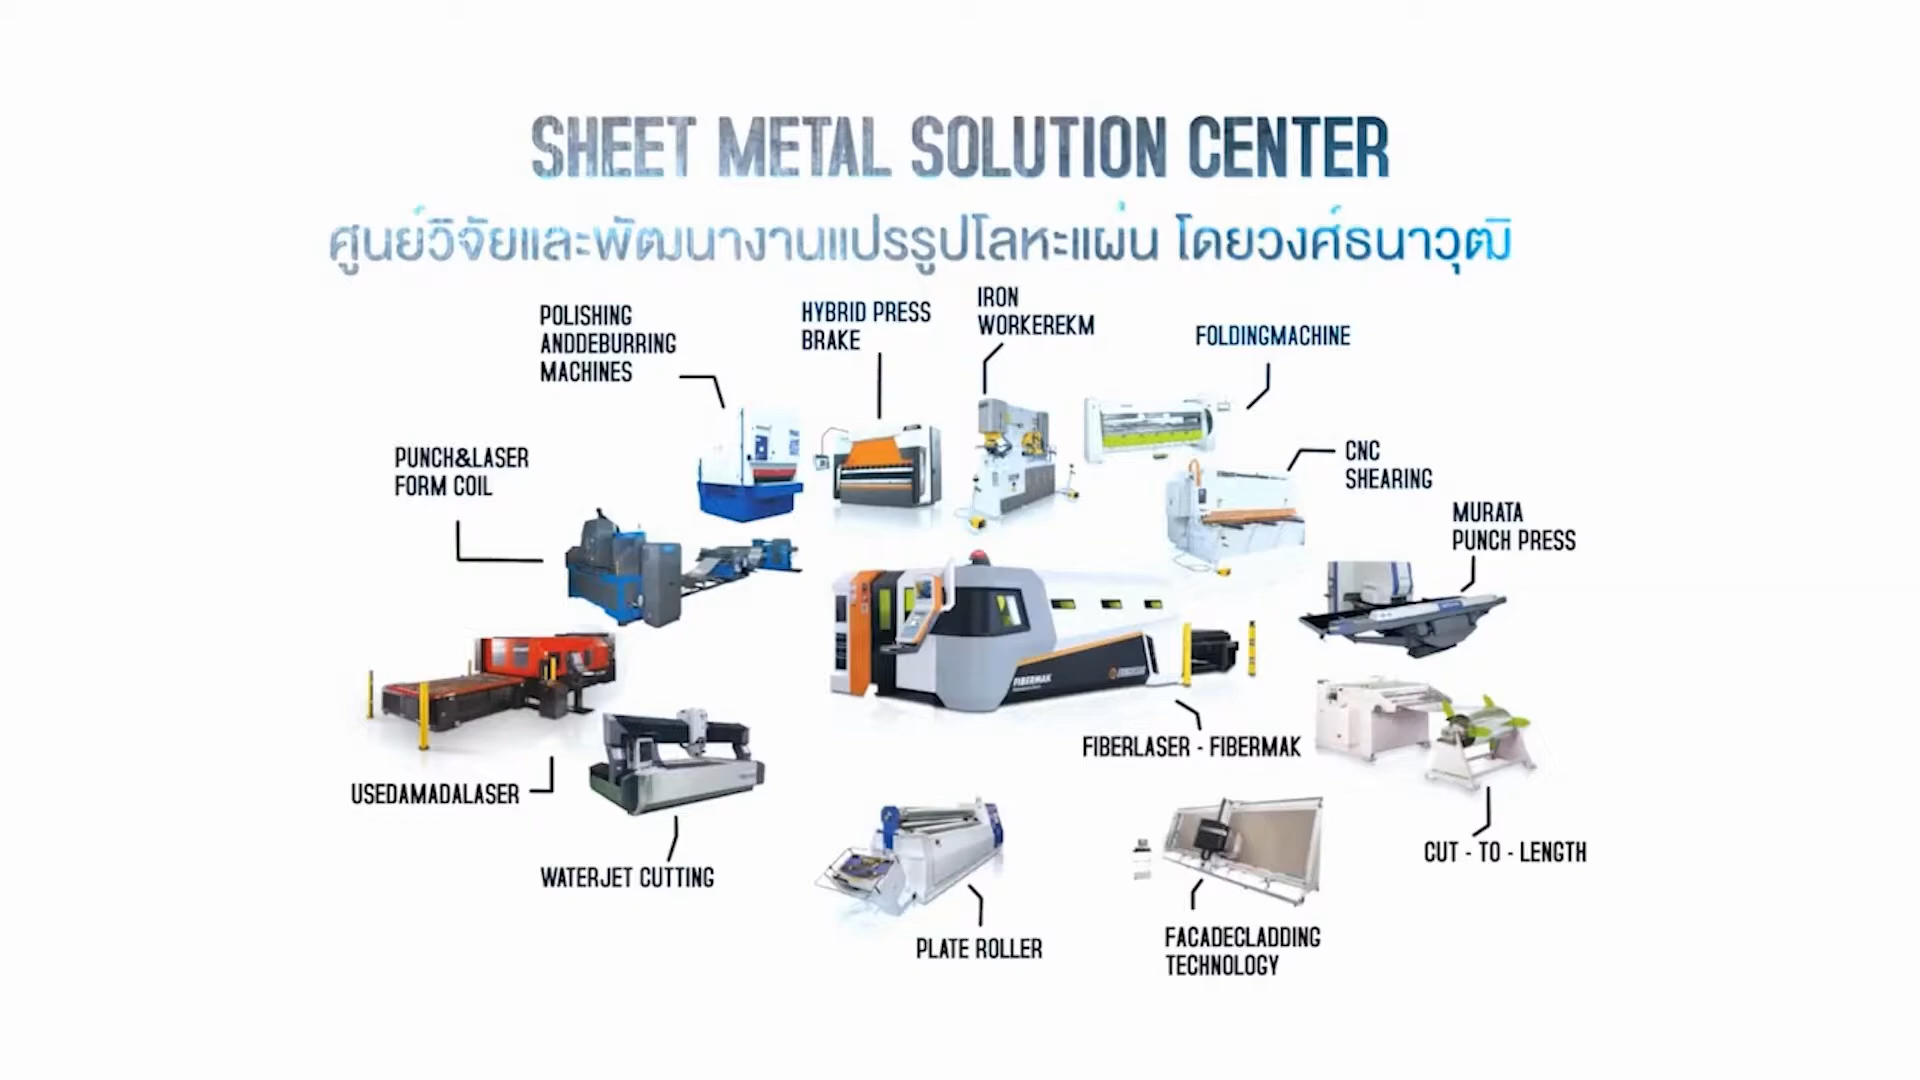 SHEET METAL SOLUTION CENTER
ศูนย์วิจัยและพัฒนางานแปรรูปโลหะแผ่น โดยวงศ์ธนาวุฒิ
POLISHING
ANDDEBURRING
MACHINES
HYBRID PRESS
BRAKE
IRON
WORKEREKM
FOLDINGMACHINE
PUNCH&LASER
FORM COIL
CNC
SHEARING
MURATA
PUNCH PRESS
FIBERMAK
FIBERLASER - FIBERMAK
USEDAMADALASER
WATERJET CUTTING
CUT - TO - LENGTH
PLATE ROLLER
FACADECLADDING
TECHNOLOGY